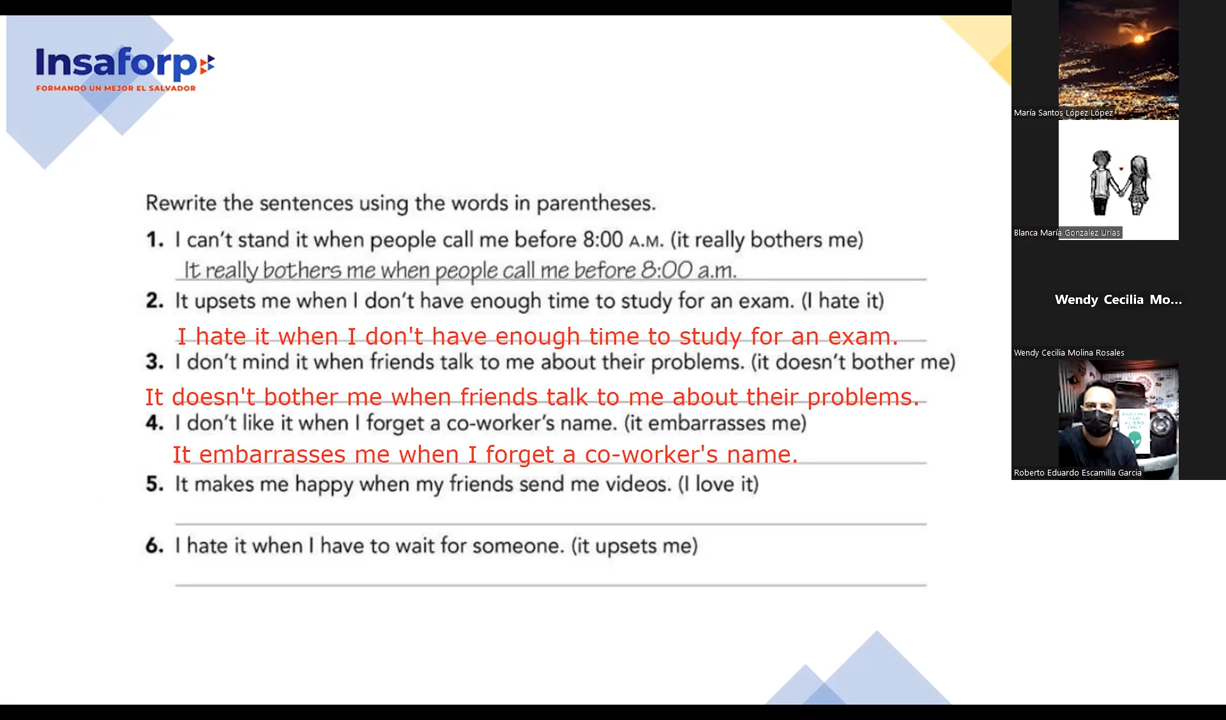 Insaforp
FORMANDO UN MEJOR EL SALVADOR
Rewrite the sentences using the words in parentheses.
1. I can't stand it when people call me before 8:00 A.M. (it really bothers me)
It really bothers me when people call me before 8:00 a.m.
2. It upsets me when I don't have enough time to study for an exam. (I hate it)
I hate it when I don't have enough time to study for an exam.
3. I don't mind it when friends talk to me about their problems. (it doesn't bother me)
It doesn't bother me when friends talk to me about their problems.
4. I don't like it when I forget a co-worker's name. (it embarrasses me)
It embarrasses me when I forget a co-worker's name.
5. It makes me happy when my friends send me videos. (I love it)
6. I hate it when I have to wait for someone. (it upsets me)
María Santos López López
Blanca María Gonzalez Urias
Wendy Cecilia Mo...
Wendy Cecilia Molina Rosales
Roberto Eduardo Escamilla Garcia